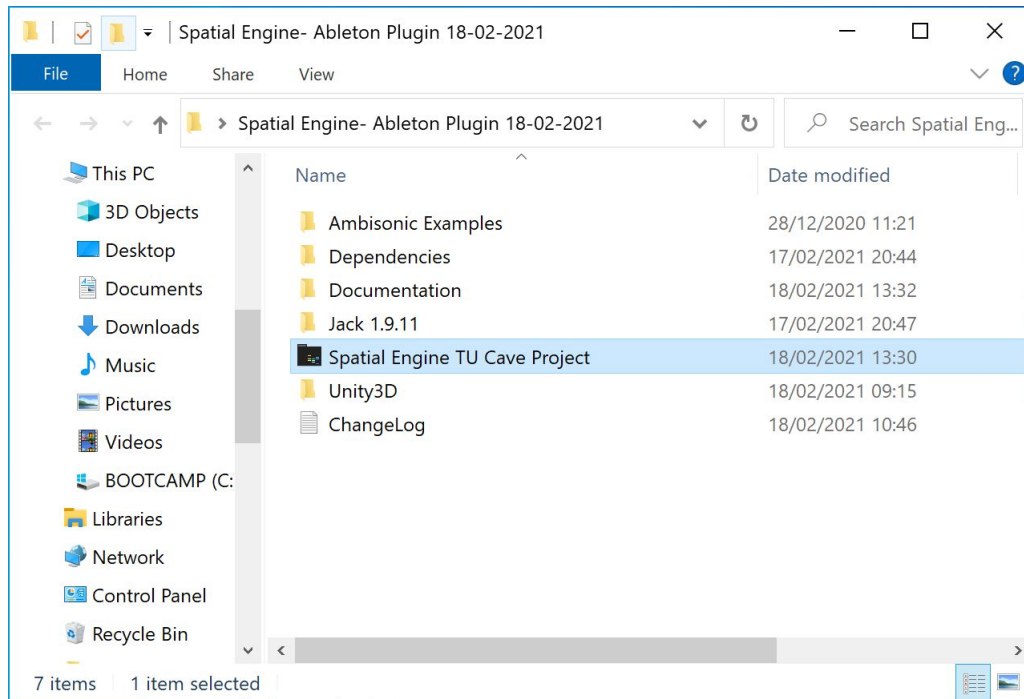 Spatial Engine- Ableton Plugin 18-02-2021
File Home Share View ?
Spatial Engine- Ableton Plugin 18-02-2021 Search Spatial Eng...
Name Date modified
This PC
3D Objects
Desktop
Documents
Downloads
Music
Pictures
Videos
BOOTCAMP (C:
Libraries
Network
Control Panel
Recycle Bin
Ambisonic Examples 28/12/2020 11:21
Dependencies 17/02/2021 20:44
Documentation 18/02/2021 13:32
Jack 1.9.11 17/02/2021 20:47
Spatial Engine TU Cave Project 18/02/2021 13:30
Unity3D 18/02/2021 09:15
ChangeLog 18/02/2021 10:46
7 items 1 item selected